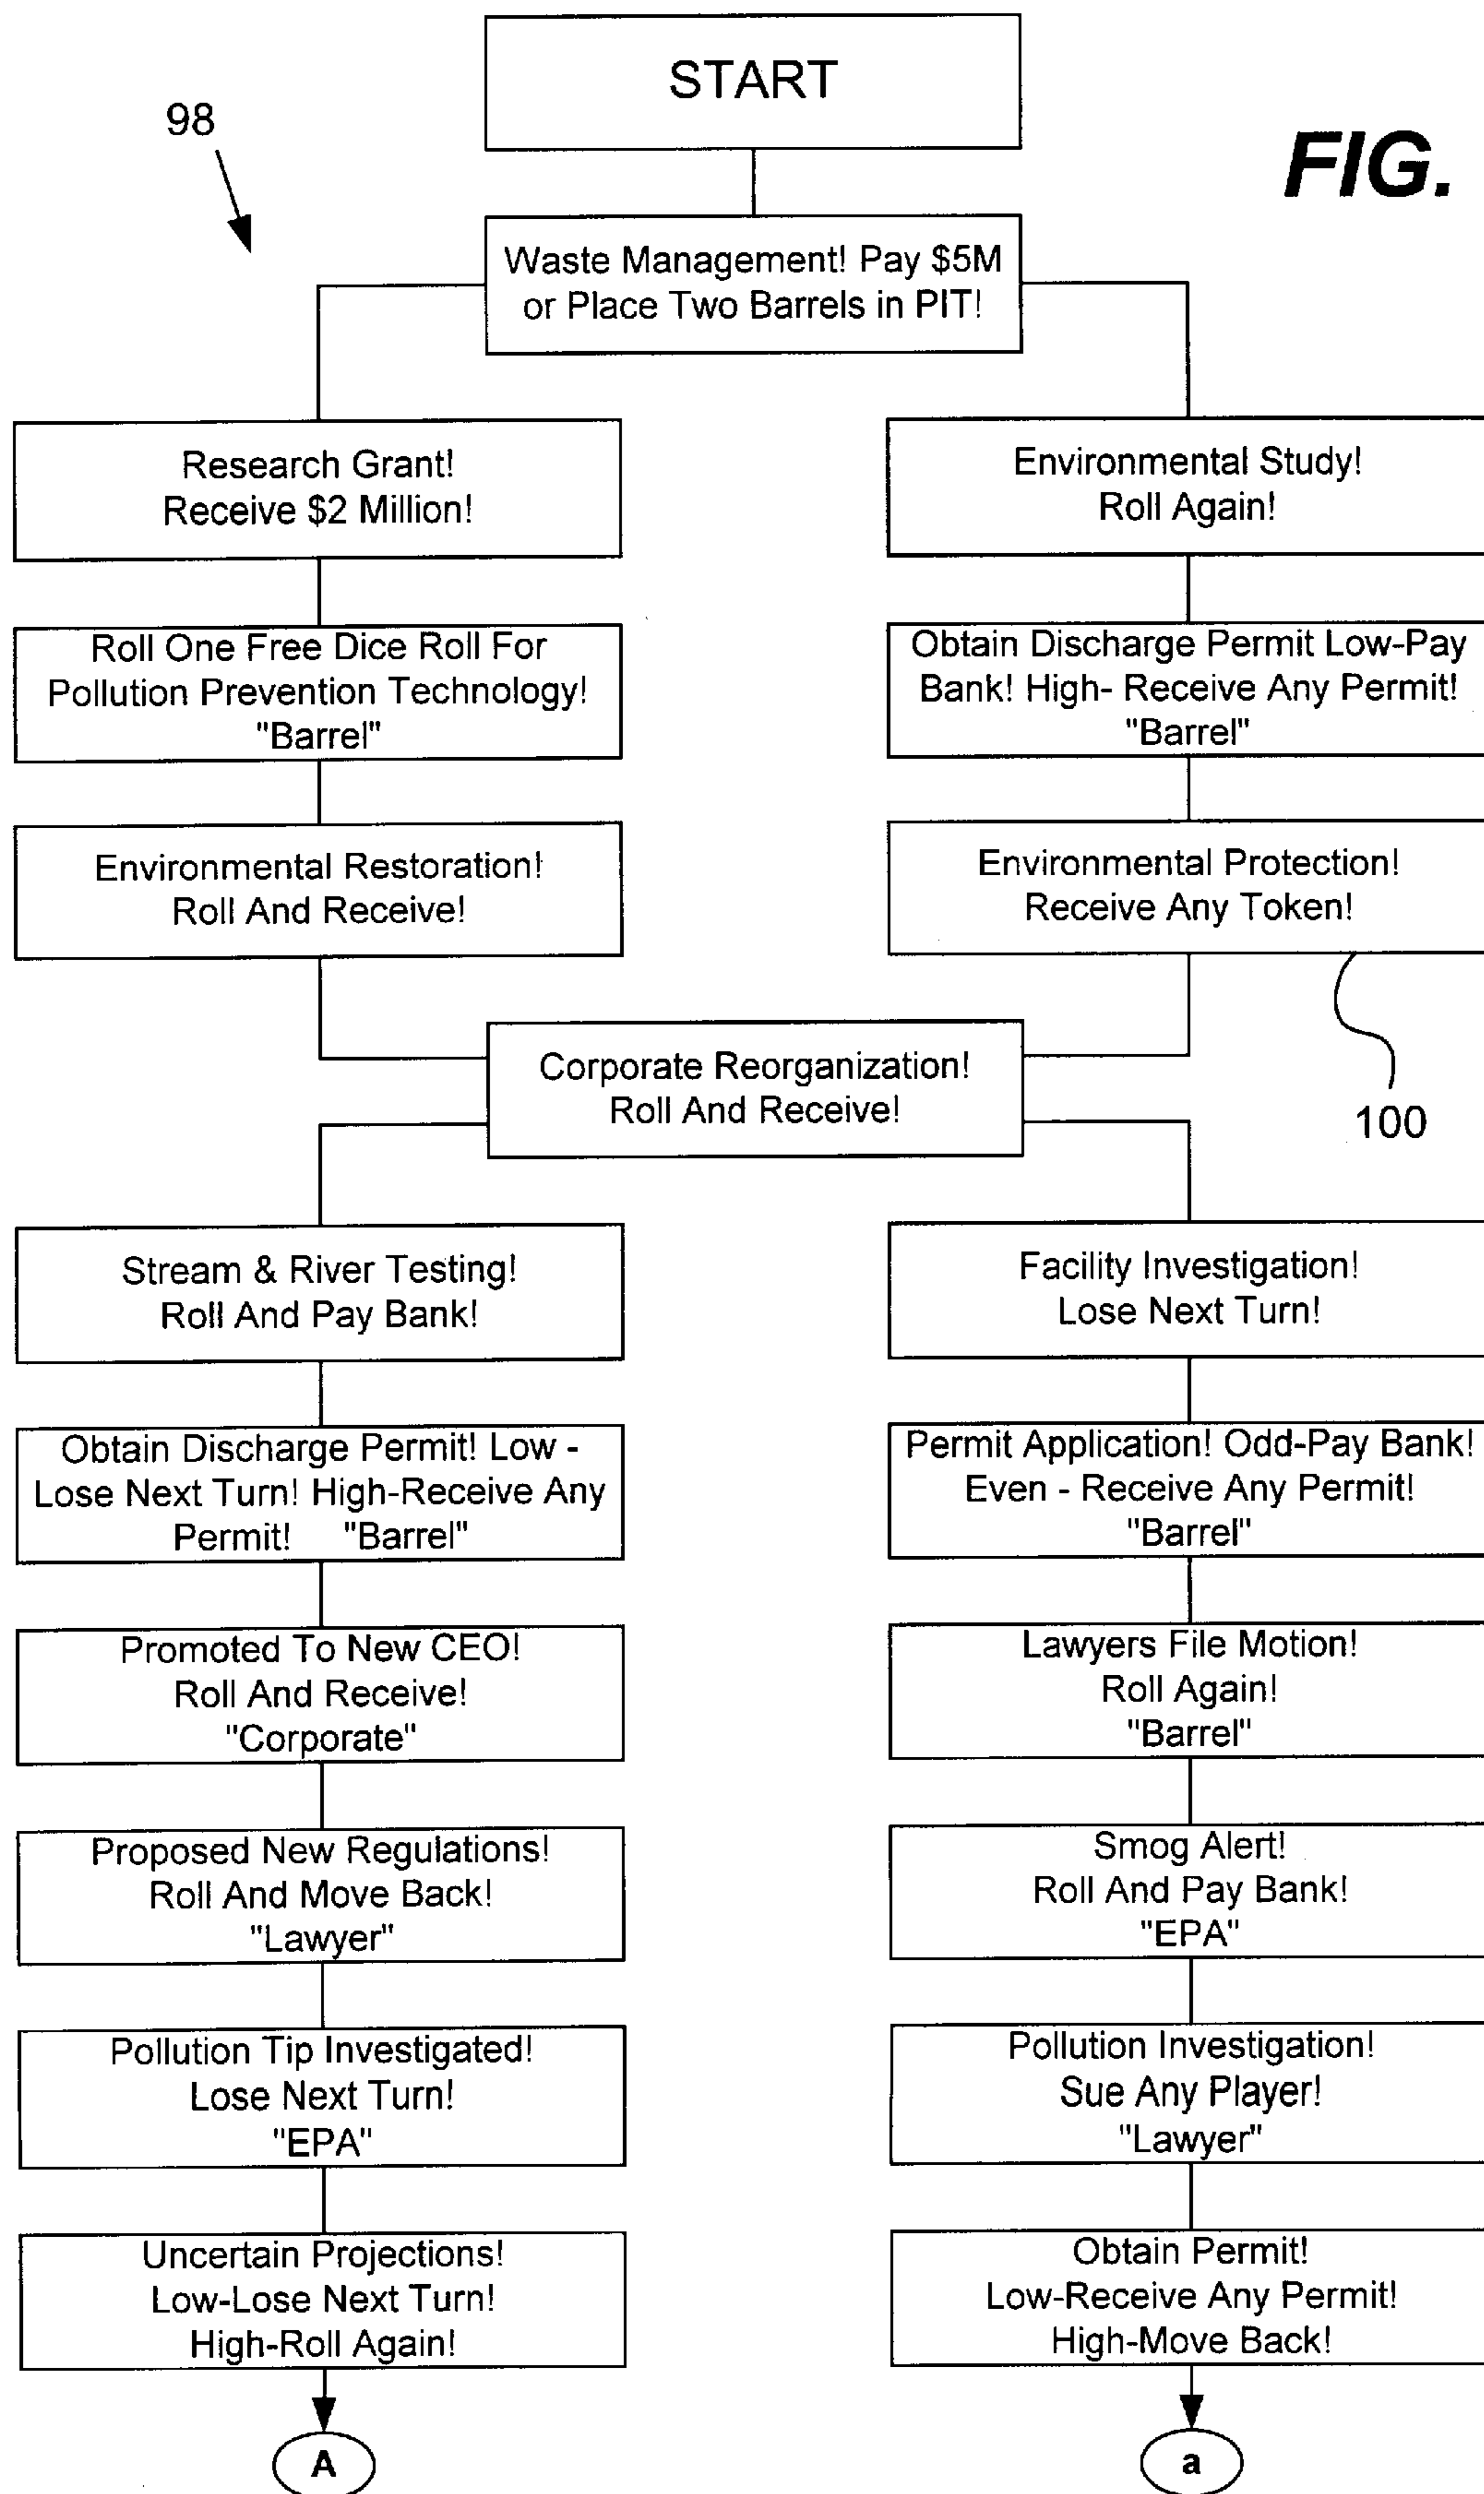 START
98
FIG.
Waste Management! Pay $5M
or Place Two Barrels in PIT!
Research Grant!
Receive $2 Million!
Environmental Study!
Roll Again!
Roll One Free Dice Roll For
Pollution Prevention Technology!
"Barrel"
Obtain Discharge Permit Low-Pay
Bank! High- Receive Any Permit!
"Barrel"
Environmental Restoration!
Roll And Receive!
Environmental Protection!
Receive Any Token!
Corporate Reorganization!
Roll And Receive!
100
Stream & River Testing!
Roll And Pay Bank!
Facility Investigation!
Lose Next Turn!
Obtain Discharge Permit! Low -
Lose Next Turn! High-Receive Any
Permit! "Barrel"
Permit Application! Odd-Pay Bank!
Even - Receive Any Permit!
"Barrel"
Promoted To New CEO!
Roll And Receive!
"Corporate"
Lawyers File Motion!
Roll Again!
"Barrel"
Proposed New Regulations!
Roll And Move Back!
"Lawyer"
Smog Alert!
Roll And Pay Bank!
"EPA"
Pollution Tip Investigated!
Lose Next Turn!
"EPA"
Pollution Investigation!
Sue Any Player!
"Lawyer"
Uncertain Projections!
Low-Lose Next Turn!
High-Roll Again!
Obtain Permit!
Low-Receive Any Permit!
High-Move Back!
A
a